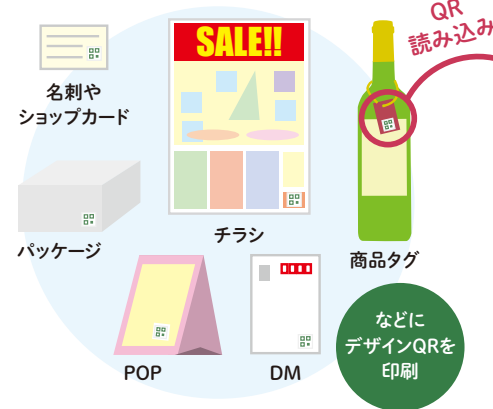 SALE!!
QR
読み込み
名刺や
ショップカード
パッケージ
チラシ
商品タグ
POP
DM
などに
デザインQRを
印刷